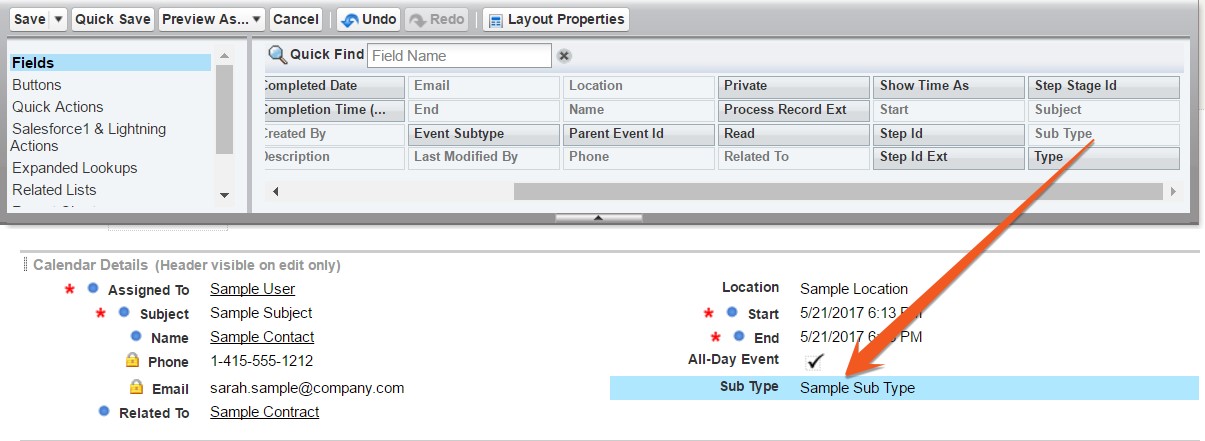 Save Quick Save Preview As... Cancel Undo Redo Layout Properties
Fields
Buttons
Quick Actions
Salesforce1 & Lightning
Actions
Expanded Lookups
Related Lists
Quick Find Field Name
Completed Date Email Location Private Show Time As Step Stage Id
Completion Time (... End Name Process Record Ext Start Subject
Created By Event Subtype Parent Event Id Read Step Id Sub Type
Description Last Modified By Phone Related To Step Id Ext Type
Calendar Details (Header visible on edit only)
* Assigned To Sample User
* Subject Sample Subject
Name Sample Contact
Phone 1-415-555-1212
Email sarah.sample@company.com
Related To Sample Contract
Location Sample Location
* Start 5/21/2017 6:13 PM
* End 5/21/2017 PM
All-Day Event
Sub Type Sample Sub Type